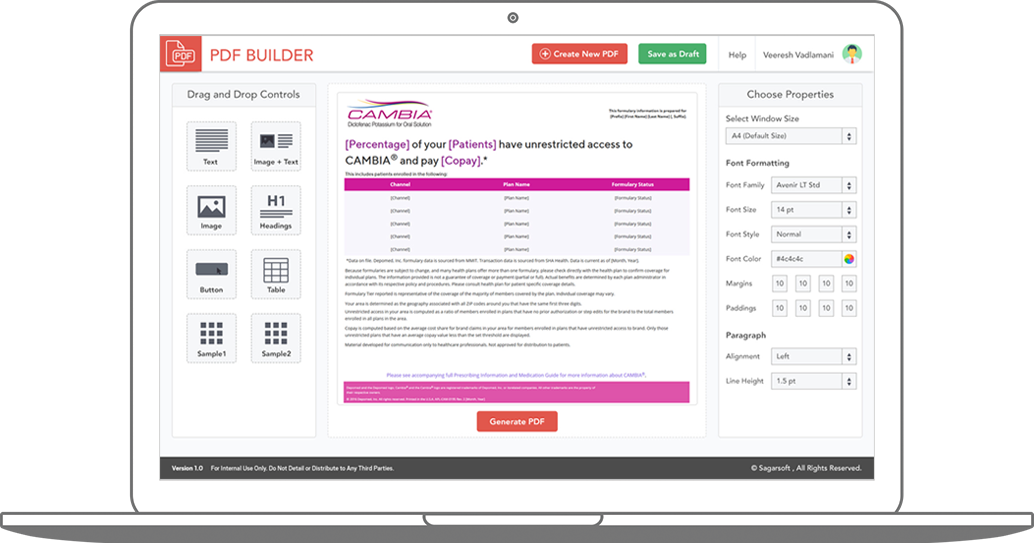 PDF
PDF BUILDER
Create New PDF
Save as Draft
Help
Veeresh Vadlamani
Drag and Drop Controls
Text
Image + Text
Image
H1
Headings
Button
Table
Sample1
Sample2
CAMBIA®
Diclofenac Potassium for Oral Solution
This formulary information is prepared for
[Prefix] [First Name] [Last Name] [, Suffix].
[Percentage] of your [Patients] have unrestricted access to
CAMBIA® and pay [Copay].*
This includes patients enrolled in the following:
Channel Plan Name Formulary Status
[Channel] [Plan Name] [Formulary Status]
[Channel] [Plan Name] [Formulary Status]
[Channel] [Plan Name] [Formulary Status]
[Channel] [Plan Name] [Formulary Status]
[Channel] [Plan Name] [Formulary Status]
*Data on file. Depomed, Inc. formulary data is sourced from MMIT. Transaction data is sourced from SHA Health. Data is current as of [Month, Year].
Because formularies are subject to change, and many health plans offer more than one formulary, please check directly with the health plan to confirm coverage for
individual patients. The information provided is not a guarantee of coverage or payment (partial or full). Actual benefits are determined by each plan administrator in
accordance with its respective policy and procedures. Please consult health plan for patient specific coverage details.
Formulary Tier reported is representative of the coverage of the majority of members covered by the plan, individual coverage may vary.
Your area is determined as the geography associated with all ZIP codes around you that have the same first three digits.
Unrestricted access in your area is computed as a ratio of members enrolled in plans that have no prior authorization or step edits for the brand to the total members
enrolled in all plans in the area.
Copay is computed based on the average cost share for brand claims in your area for members enrolled in plans that have unrestricted access to brand. Only those
unrestricted plans that have an average copay value less than the set threshold are displayed.
Material developed for communication only to healthcare professionals. Not approved for distribution to patients.
Please see accompanying full Prescribing Information and Medication Guide for more information about CAMBIA®.
Generate PDF
Choose Properties
Select Window Size
A4 (Default Size)
Font Formatting
Font Family Avenir LT Std
Font Size 14 pt
Font Style Normal
Font Color #4c4c4c
Margins 10 10 10 10
Paddings 10 10 10 10
Paragraph
Alignment Left
Line Height 1.5 pt
Version 1.0 For Internal Use Only. Do Not Detail or Distribute to Any Third Parties.
© Sagarsoft , All Rights Reserved.